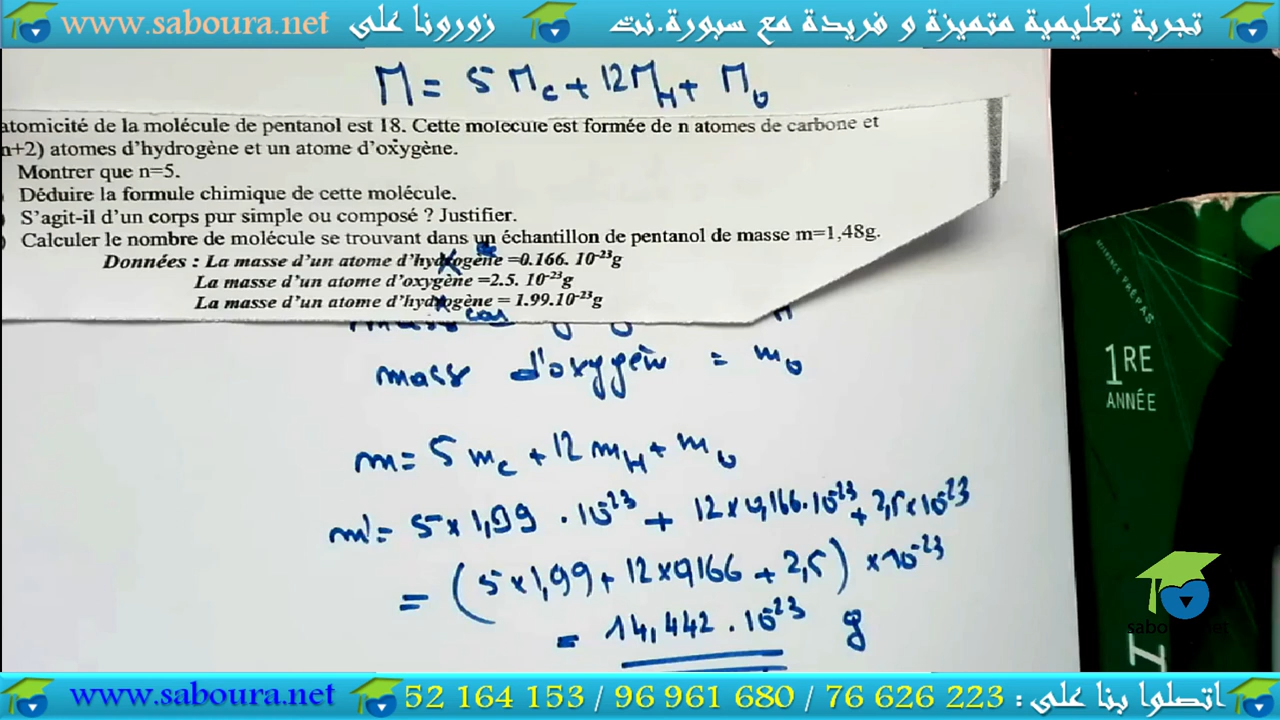 www.saboura.net زورونا على تجربة تعليمية متميزة و فريدة مع سبورة.نت
M = 5 Mc + 12 MH + Mo
atomicité de la molécule de pentanol est 18. Cette molécule est formée de n atomes de carbone et
n+2) atomes d'hydrogène et un atome d'oxygène.
Montrer que n=5.
Déduire la formule chimique de cette molécule.
S'agit-il d'un corps pur simple ou composé ? Justifier.
Calculer le nombre de molécule se trouvant dans un échantillon de pentanol de masse m=1,48g.
Données : La masse d'un atome d'hydrogène =0.166. 10⁻²³g
La masse d'un atome d'oxygène =2.5. 10⁻²³g
La masse d'un atome d'hydrogène = 1.99.10⁻²³g
car
mass d'oxygèn = mo
m = 5 mc + 12 mH + mo
m' = 5 x 1,99 . 10⁻²³ + 12 x 0,166.10⁻²³ + 2,5 x 10⁻²³
= (5 x 1,99 + 12 x 0,166 + 2,5) x 10⁻²³
= 14,442 . 10⁻²³ g
SCIENCE PRÉPAS
1RE
ANNÉE
www.saboura.net 52 164 153 / 96 961 680 / 76 626 223 : اتصلوا بنا على